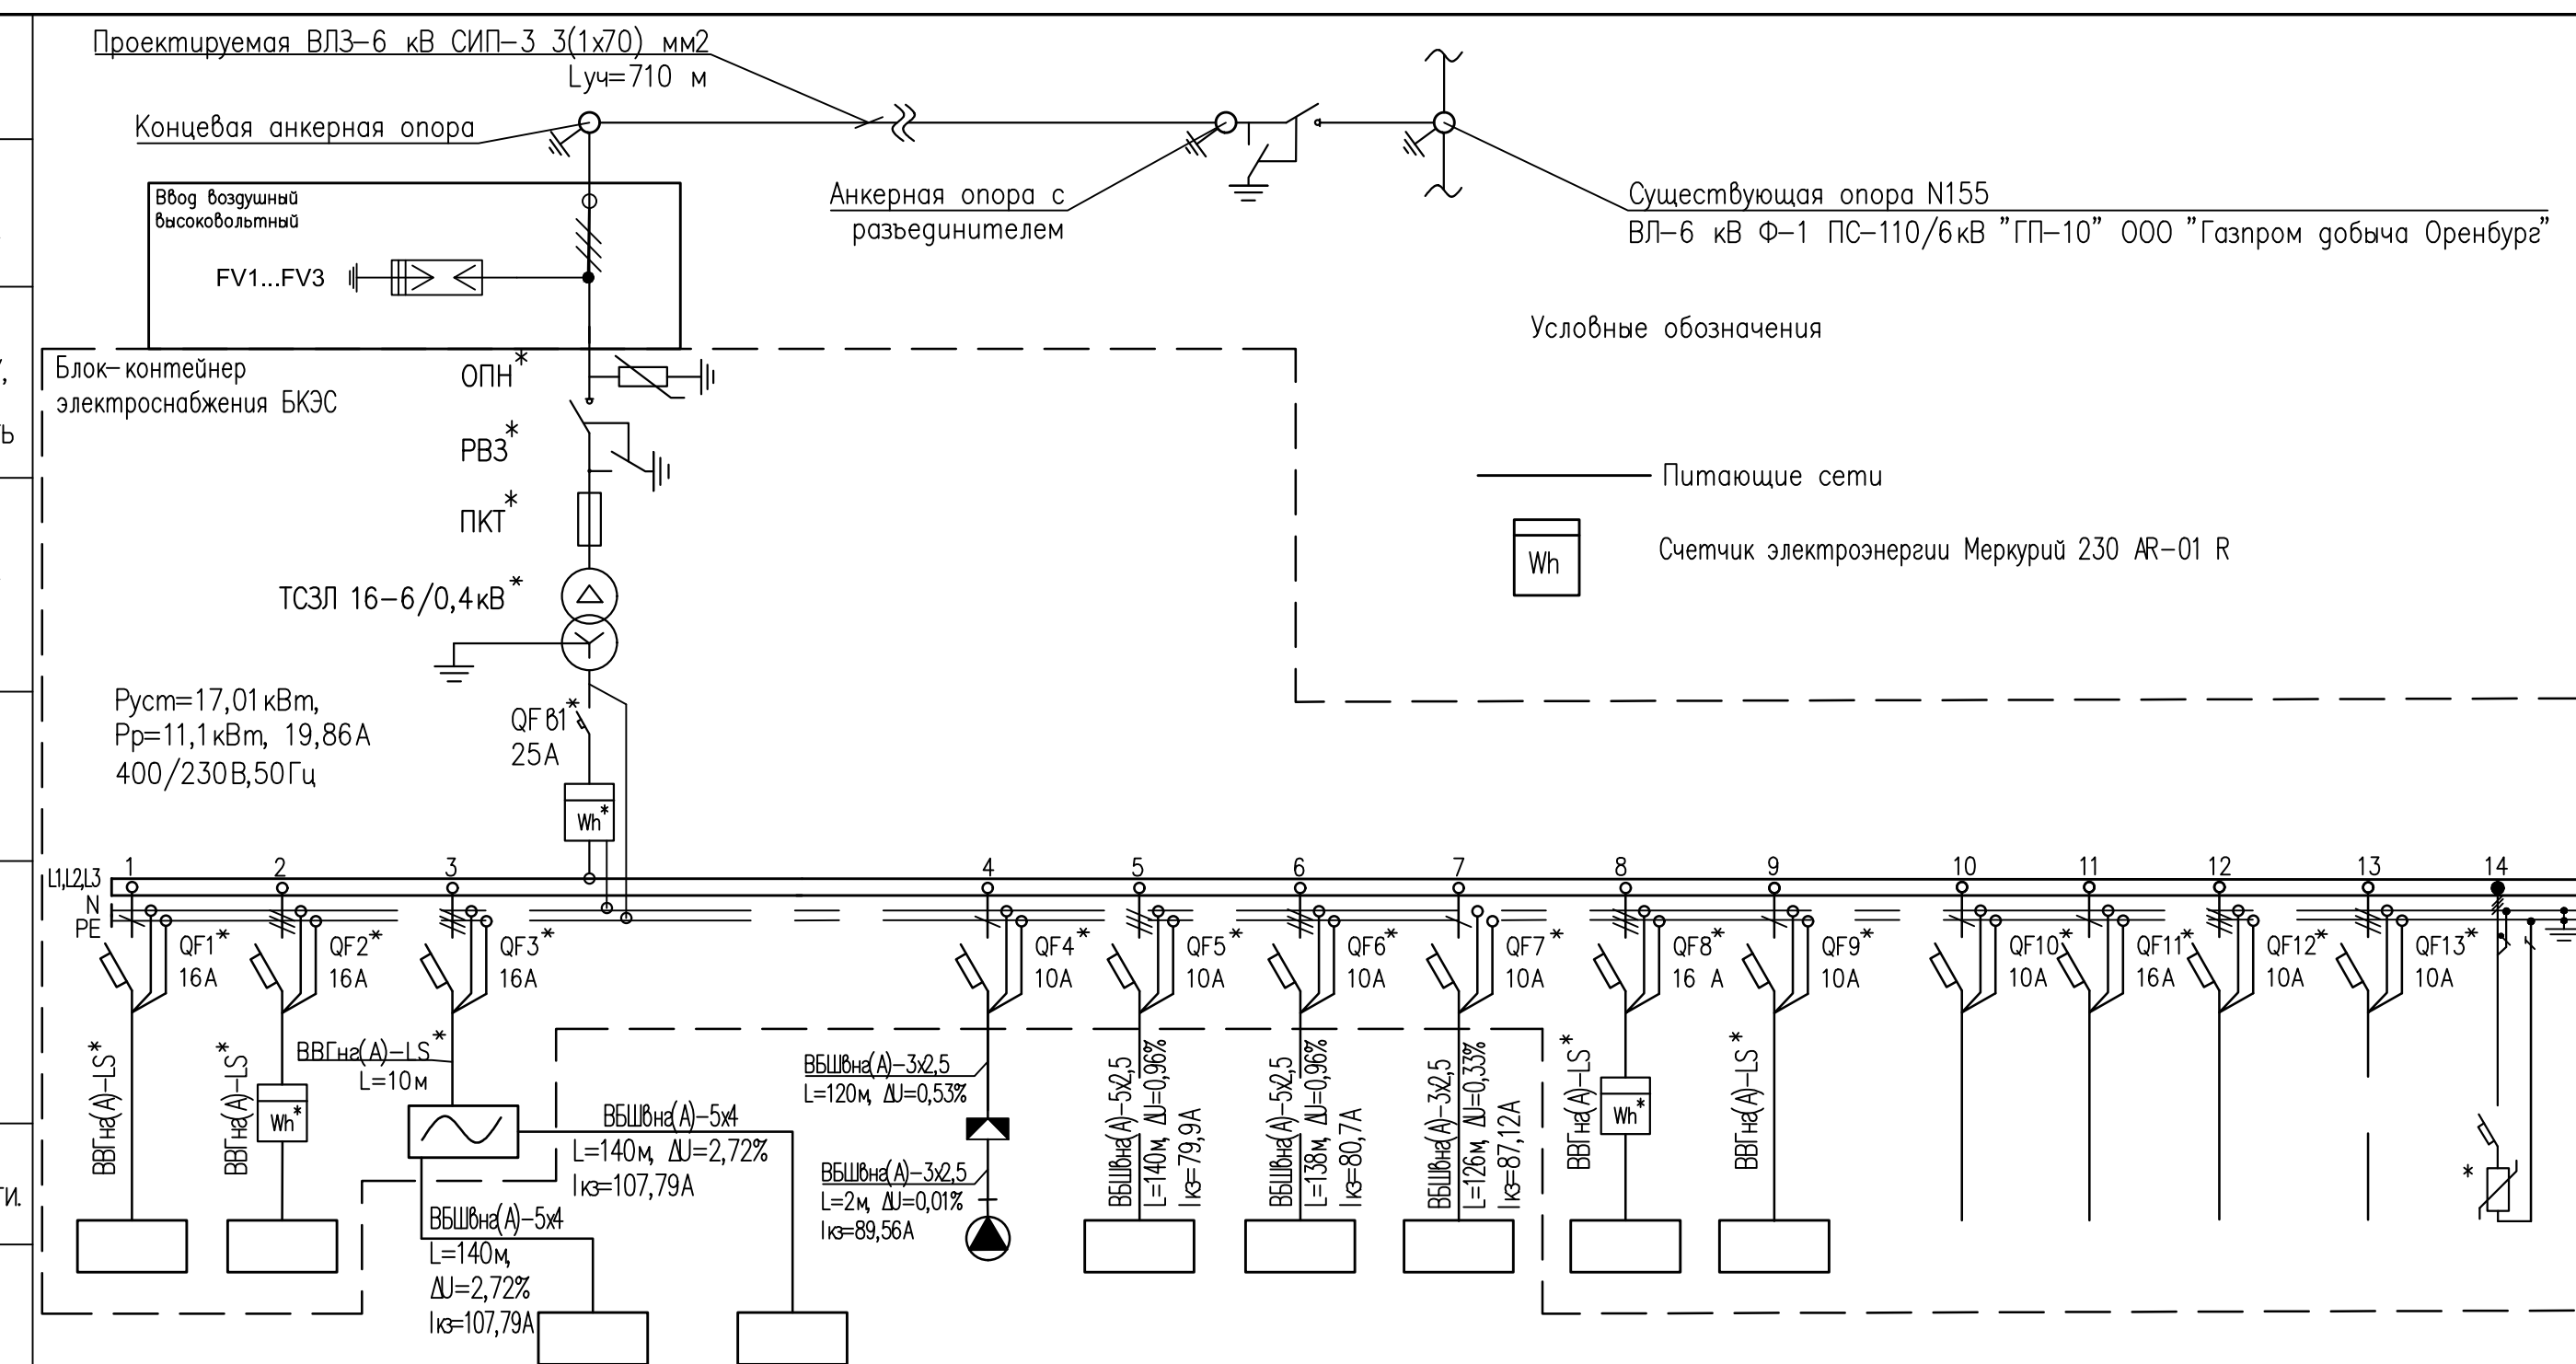 Проектируемая ВЛЗ-6 кВ СИП-3 3(1х70) мм2
Lуч=710 м
Концевая анкерная опора
Анкерная опора с
разъединителем
Существующая опора N155
ВЛ-6 кВ Ф-1 ПС-110/6кВ "ГП-10" ООО "Газпром добыча Оренбург"
Ввод воздушный
высоковольтный
FV1...FV3
Условные обозначения
Питающие сети
Wh
Счетчик электроэнергии Меркурий 230 AR-01 R
Блок-контейнер
электроснабжения БКЭС
ОПН*
РВЗ*
ПКТ*
ТСЗЛ 16-6/0,4кВ*
Руст=17,01кВт,
Рр=11,1кВт, 19,86А
400/230В,50Гц
QFв1*
25А
Wh*
L1,L2,L3
N
PE
1 2 3 4 5 6 7 8 9 10 11 12 13 14
QF1* 16А
QF2* 16А
QF3* 16А
QF4* 10А
QF5* 10А
QF6* 10А
QF7* 10А
QF8* 16 А
QF9* 10А
QF10* 10А
QF11* 16А
QF12* 10А
QF13* 10А
ВВГнг(А)-LS*
ВВГнг(А)-LS*
Wh*
ВВГнг(А)-LS*
L=10м
ВБШвнг(А)-5х4
L=140м, ΔU=2,72%
Iкз=107,79А
ВБШвнг(А)-5х4
L=140м,
ΔU=2,72%
Iкз=107,79А
ВБШвнг(А)-3х2,5
L=120м, ΔU=0,53%
ВБШвнг(А)-3х2,5
L=2м, ΔU=0,01%
Iкз=89,56А
ВБШвнг(А)-5х2,5
L=140м, ΔU=0,96%
Iкз=79,9А
ВБШвнг(А)-5х2,5
L=138м, ΔU=0,96%
Iкз=80,7А
ВБШвнг(А)-3х2,5
L=126м, ΔU=0,33%
Iкз=87,12А
ВВГнг(А)-LS*
Wh*
ВВГнг(А)-LS*
*